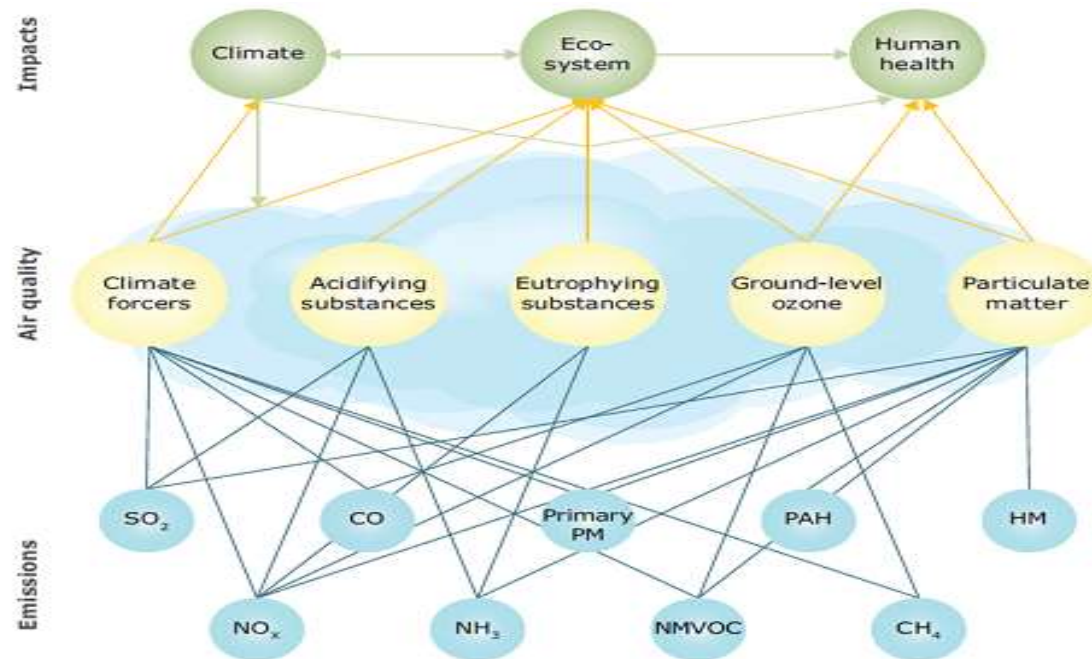 Impacts
Climate
Eco-
system
Human
health
Air quality
Climate
forcers
Acidifying
substances
Eutrophying
substances
Ground-level
ozone
Particulate
matter
Emissions
SO₂
CO
Primary
PM
PAH
HM
NOₓ
NH₃
NMVOC
CH₄